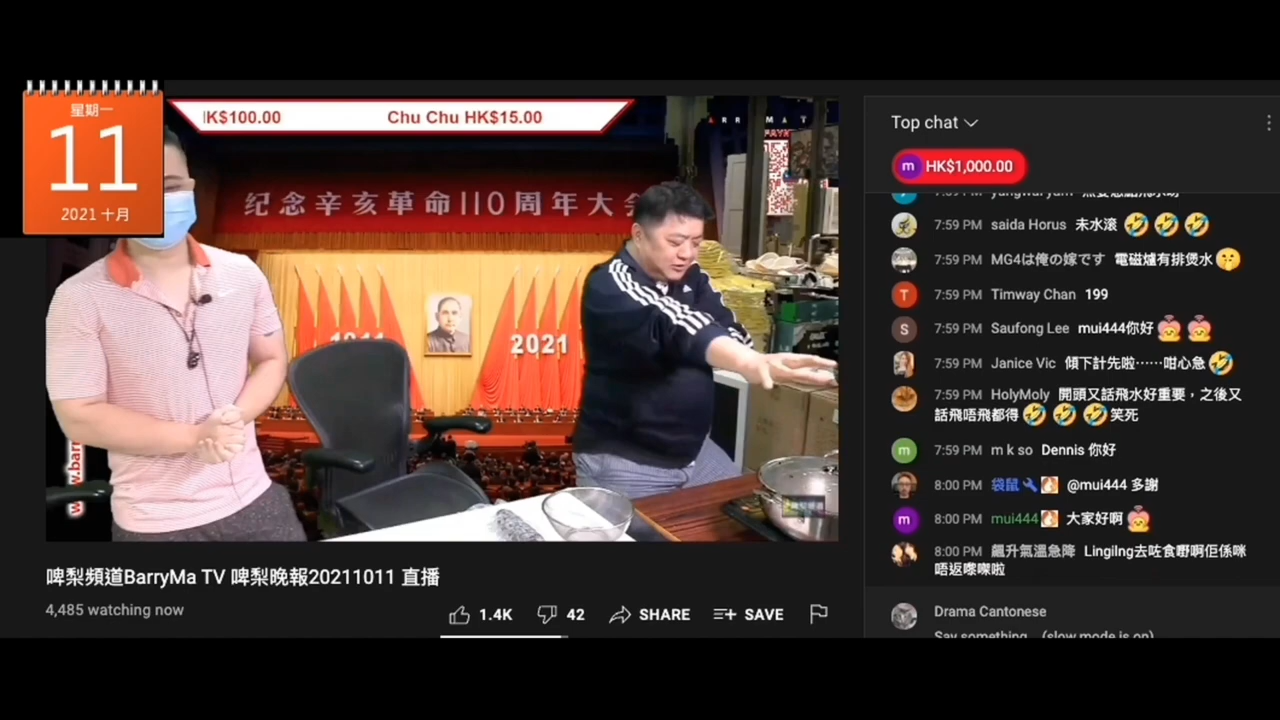 星期一
11
2021 十月
HK$100.00
Chu Chu HK$15.00
纪念辛亥革命110周年大会
1911
2021
Top chat
m HK$1,000.00
7:59 PM saida Horus 未水滾
7:59 PM MG4は俺の嫁です 電磁爐有排煲水
T 7:59 PM Timway Chan 199
S 7:59 PM Saufong Lee mui444你好
7:59 PM Janice Vic 傾下計先啦⋯⋯咁心急
7:59 PM HolyMoly 開頭又話飛水好重要，之後又
話飛唔飛都得 笑死
m 7:59 PM m k so Dennis 你好
8:00 PM 袋鼠 @mui444 多謝
m 8:00 PM mui444 大家好啊
8:00 PM 飆升氣溫急降 Lingilng去咗食嘢啊佢係咪
唔返嚟㗎啦
啤梨頻道BarryMa TV 啤梨晚報20211011 直播
4,485 watching now
1.4K 42 SHARE SAVE
Drama Cantonese
Say something... (slow mode is on)